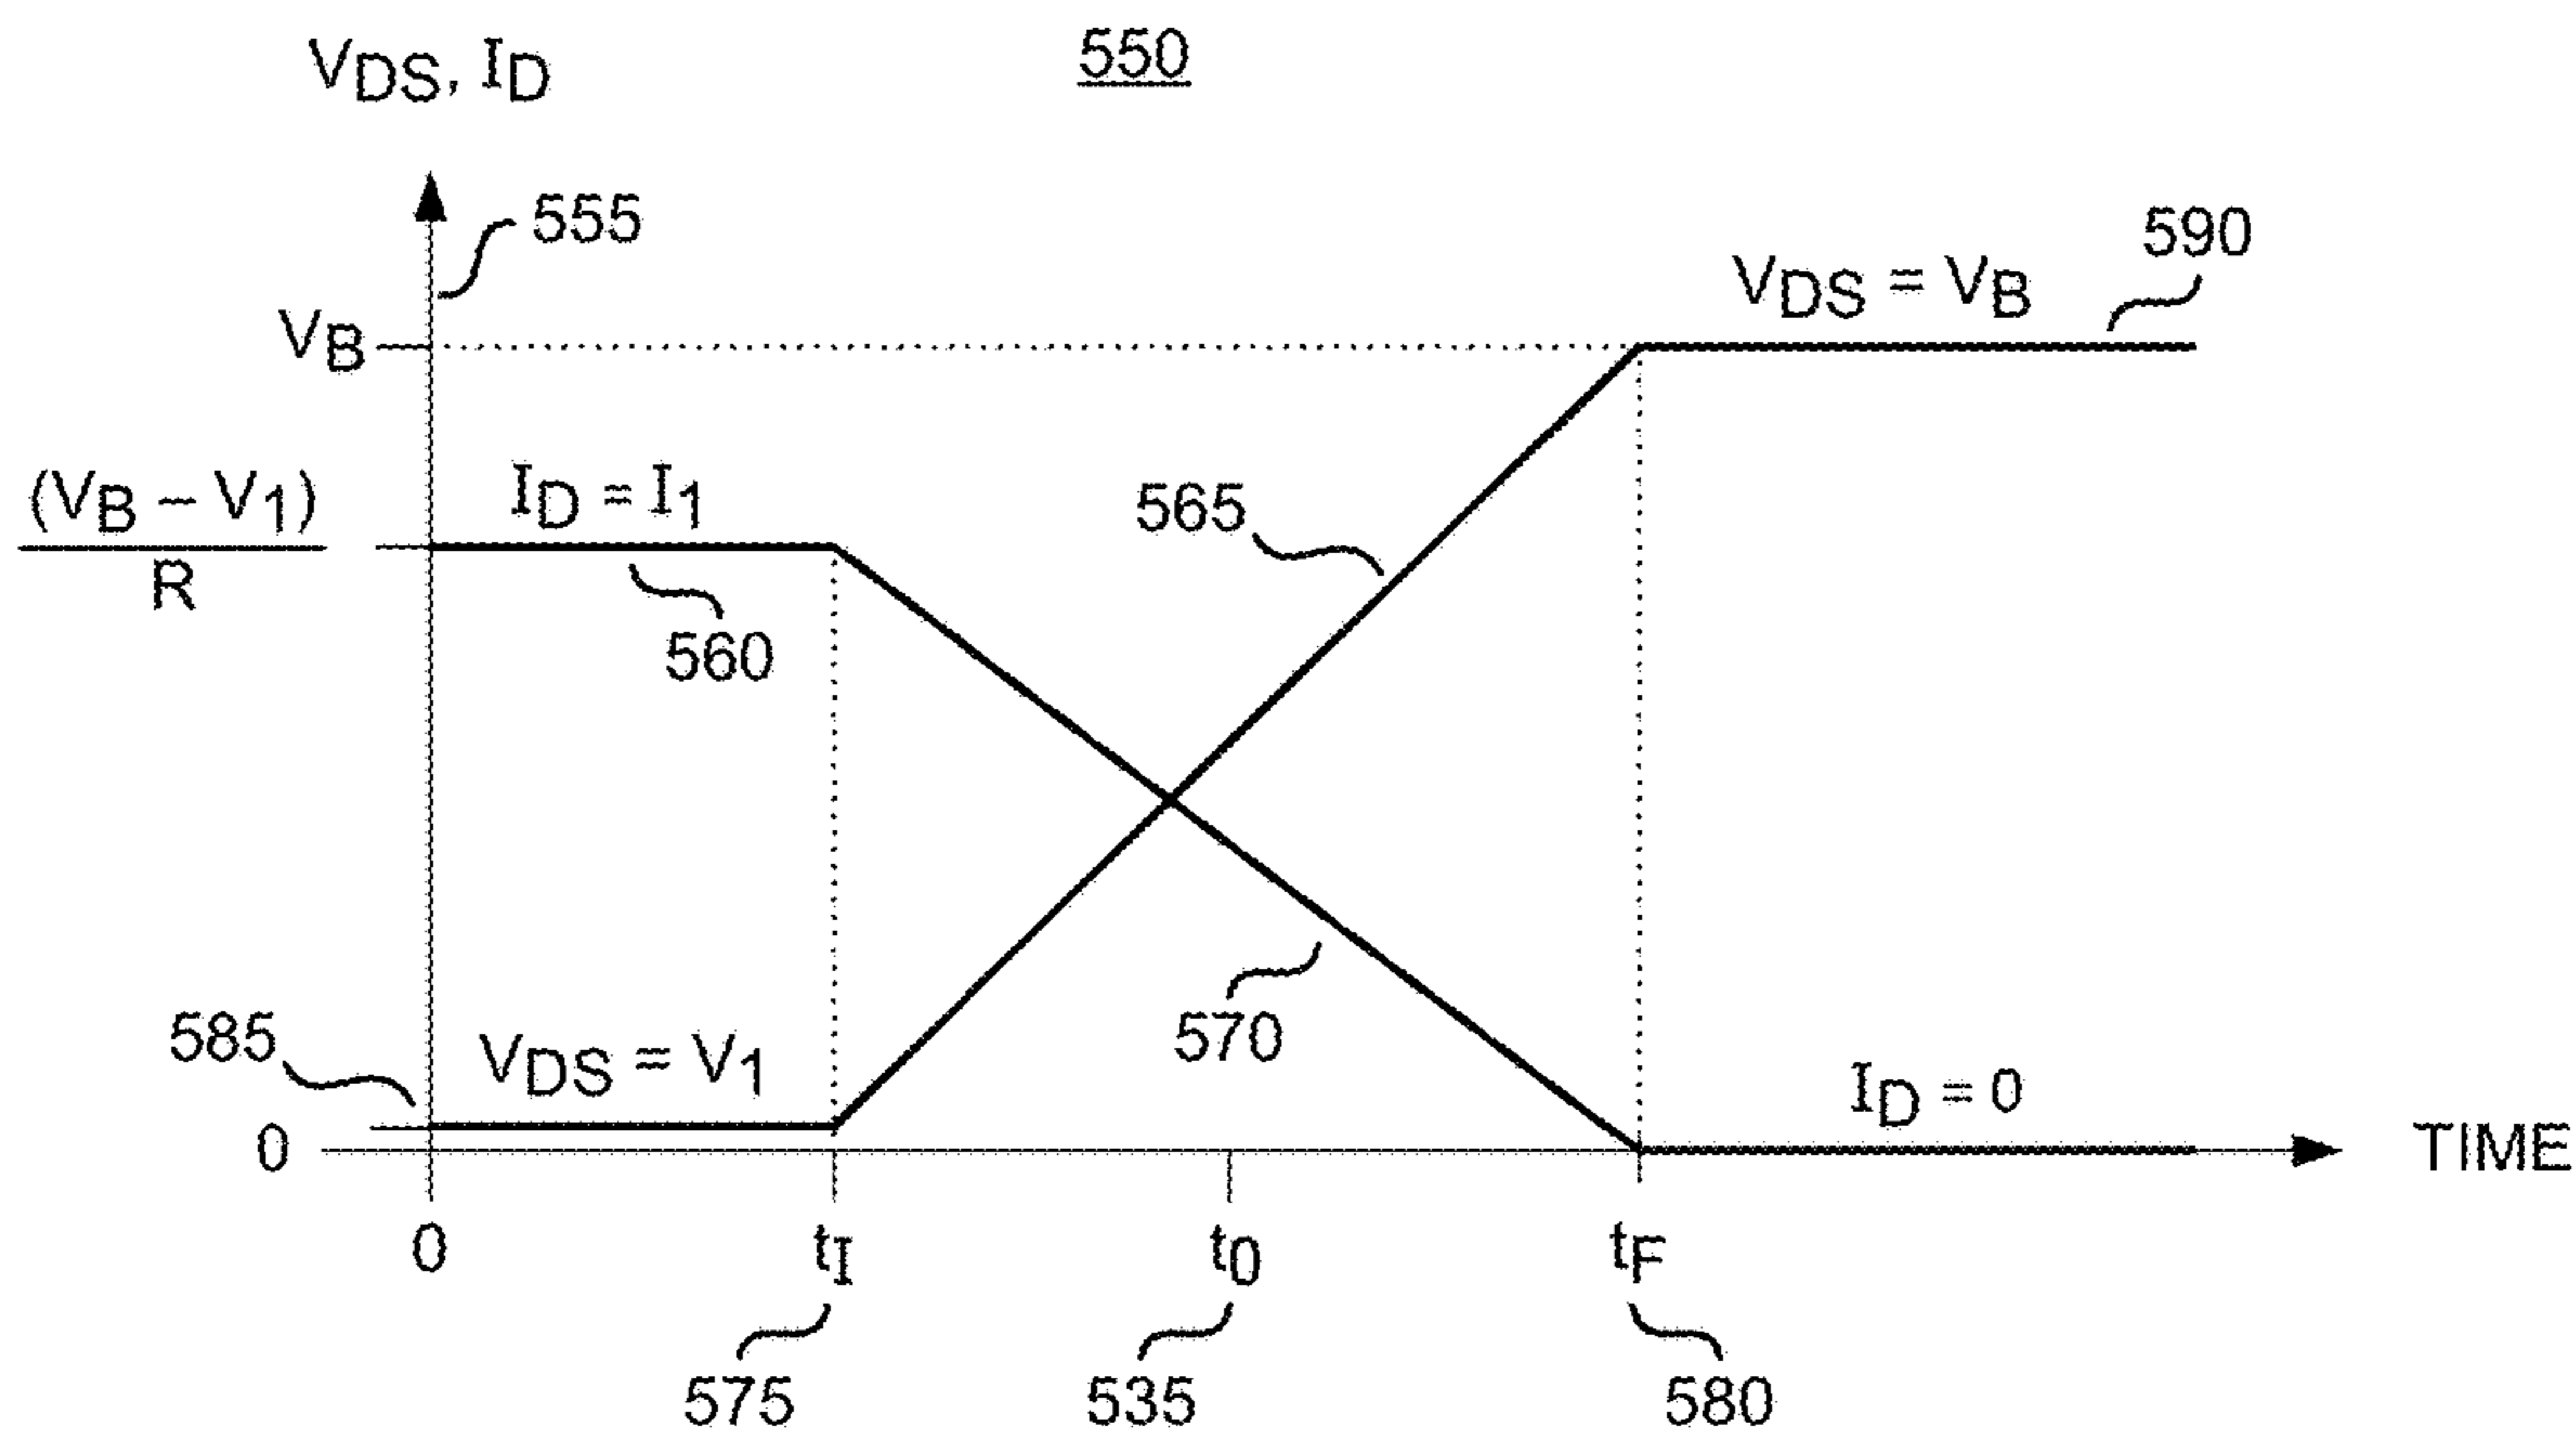 VDS, ID
550
555
590
VDS = VB
VB
(VB – V1)
R
ID = I1
565
560
570
585
VDS = V1
ID = 0
0
TIME
0
tI
t0
tF
575
535
580